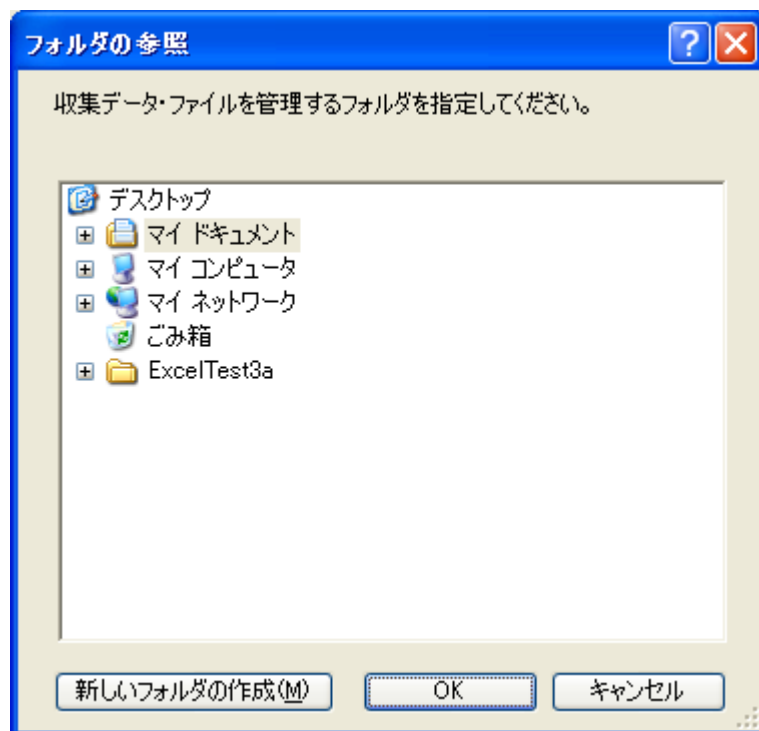 フォルダの参照
収集データ・ファイルを管理するフォルダを指定してください。
デスクトップ
マイ ドキュメント
マイ コンピュータ
マイ ネットワーク
ごみ箱
ExcelTest3a
新しいフォルダの作成(M) OK キャンセル